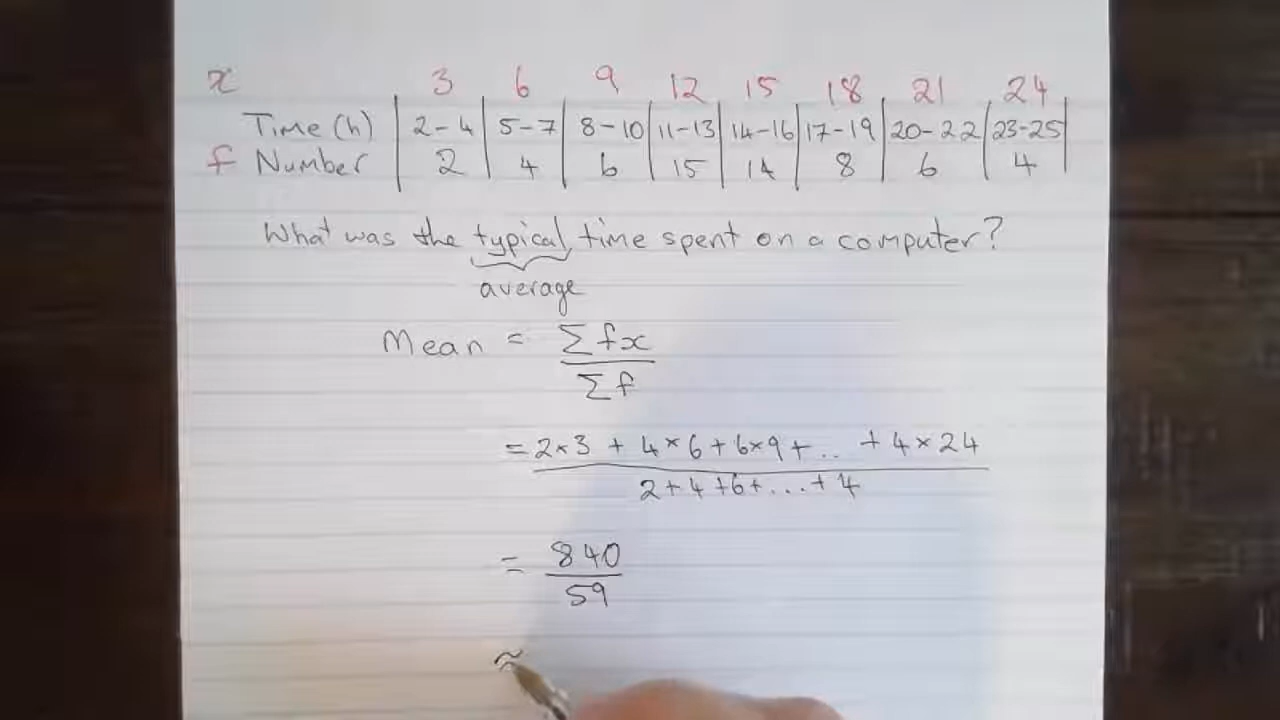 x 3 6 9 12 15 18 21 24
Time (h) 2-4 5-7 8-10 11-13 14-16 17-19 20-22 23-25
f Number 2 4 6 15 14 8 6 4
What was the typical time spent on a computer?
average
Mean = Σfx
Σf
= 2×3 + 4×6+6×9+.. +4×24
2+4+6+...+4
= 840
59
≈